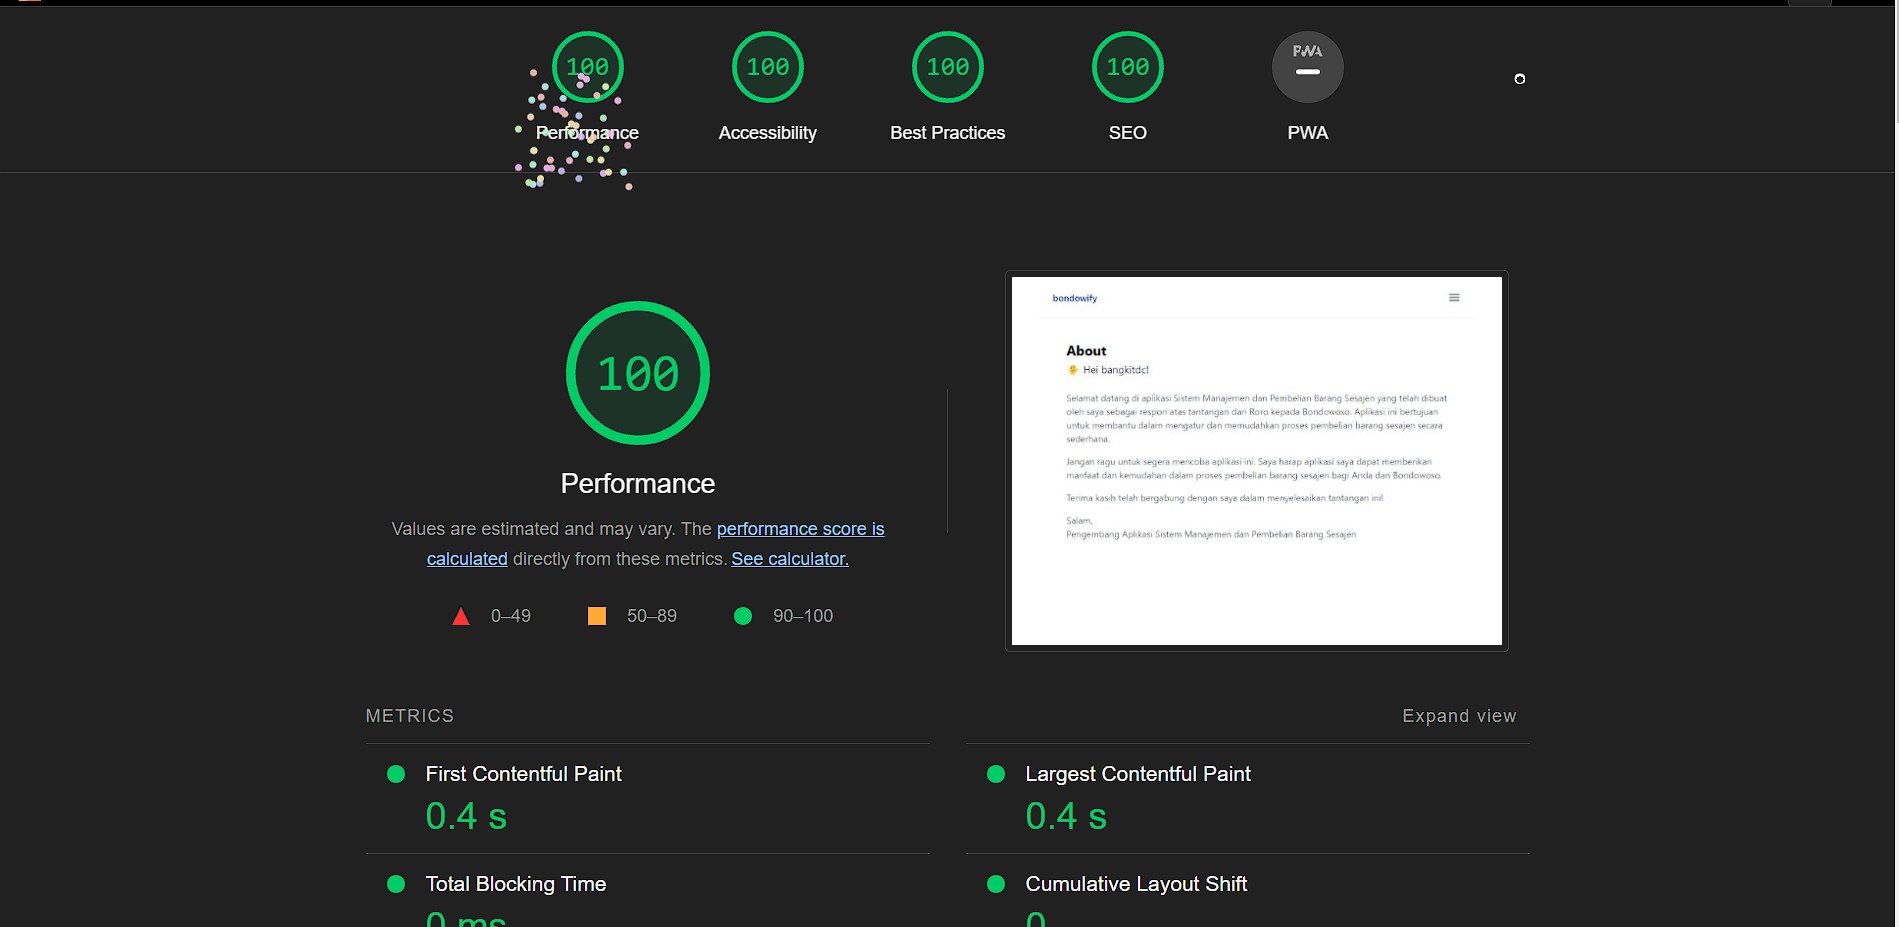 100
100
100
100
PWA
Performance
Accessibility
Best Practices
SEO
PWA
100
Performance
Values are estimated and may vary. The performance score is
calculated directly from these metrics. See calculator.
0–49
50–89
90–100
bondowify
About
Hei bangkitdc!
Selamat datang di aplikasi Sistem Manajemen dan Pembelian Barang Sesajen yang telah dibuat
oleh saya sebagai respon atas tantangan dari Roro kepada Bondowoso. Aplikasi ini bertujuan
untuk membantu dalam mengatur dan memudahkan proses pembelian barang sesajen secara
sederhana.
Jangan ragu untuk segera mencoba aplikasi ini. Saya harap aplikasi saya dapat memberikan
manfaat dan kemudahan dalam proses pembelian barang sesajen bagi Anda dan Bondowoso.
Terima kasih telah bergabung dengan saya dalam menyelesaikan tantangan ini!
Salam,
Pengembang Aplikasi Sistem Manajemen dan Pembelian Barang Sesajen
METRICS
Expand view
First Contentful Paint
0.4 s
Largest Contentful Paint
0.4 s
Total Blocking Time
0 ms
Cumulative Layout Shift
0